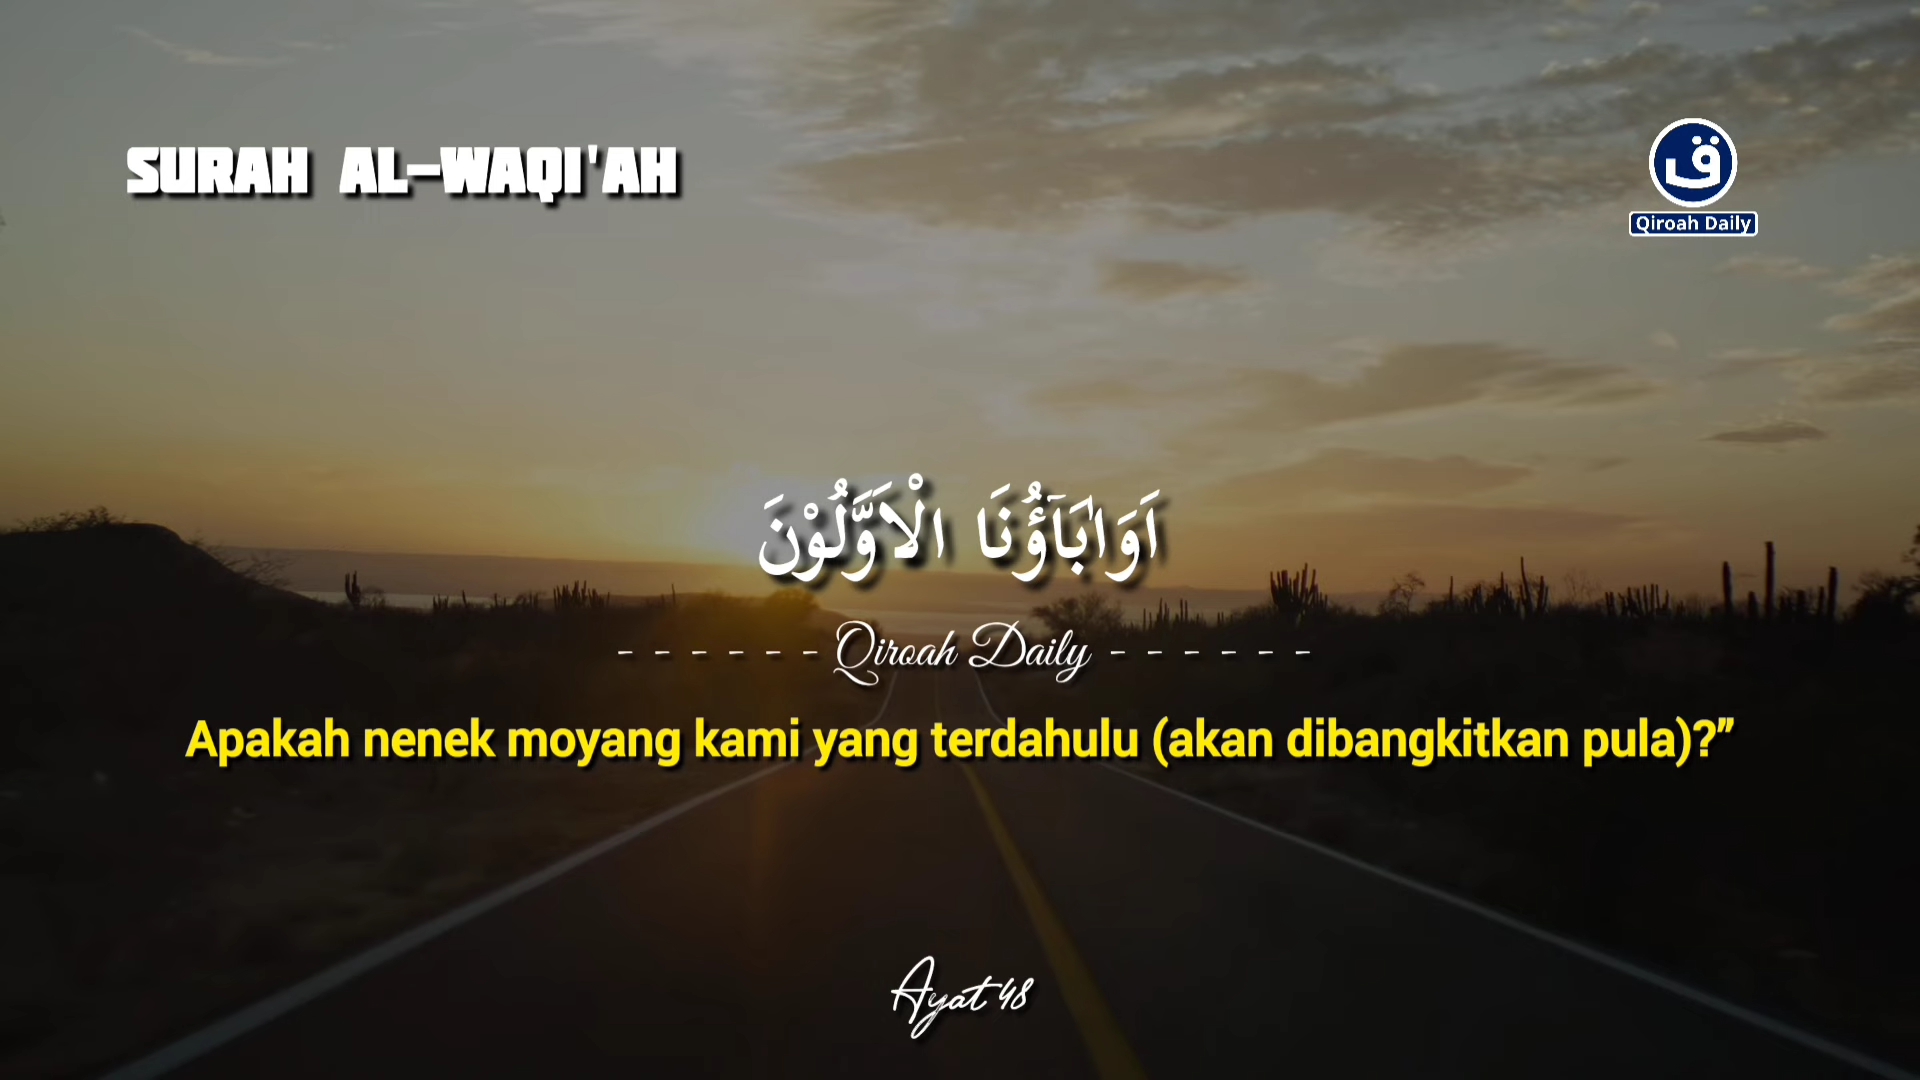 SURAH AL-WAQI'AH
ق
Qiroah Daily
اَوَاٰبَاۤؤُنَا الْاَوَّلُوْنَ
- - - - - - Qiroah Daily - - - - - -
Apakah nenek moyang kami yang terdahulu (akan dibangkitkan pula)?”
Ayat 48